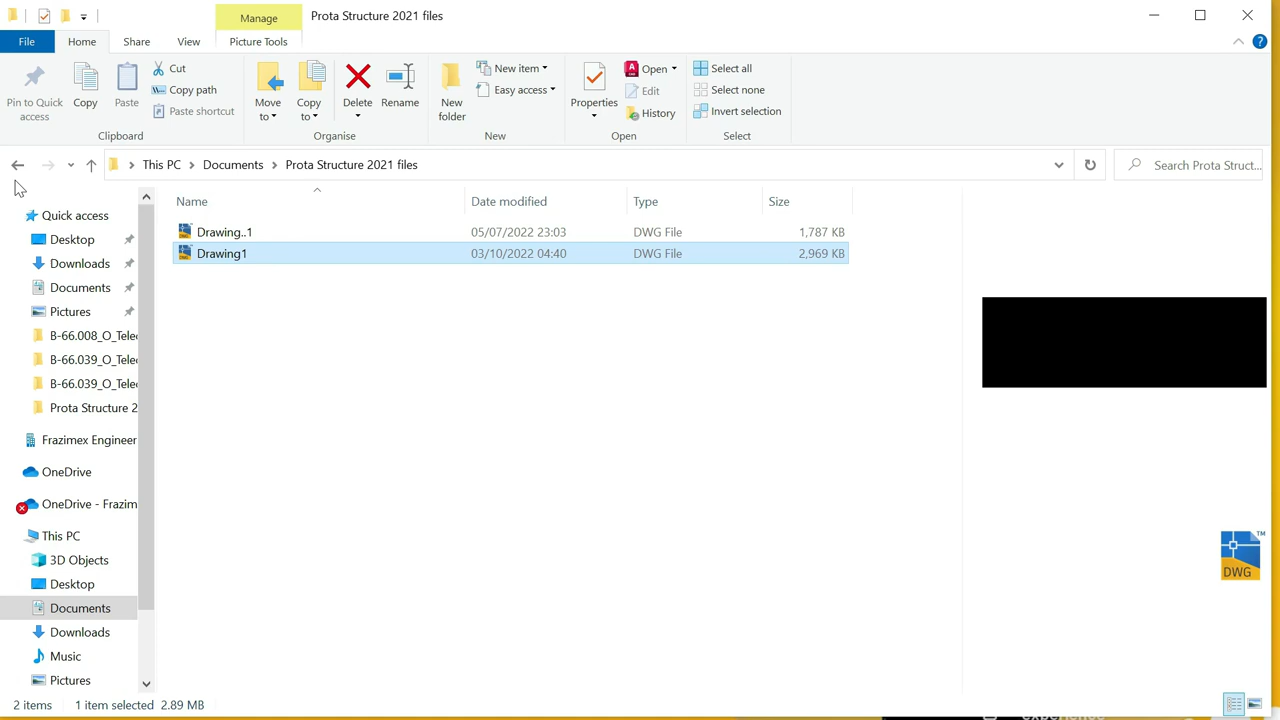 Manage
Prota Structure 2021 files
File
Home
Share
View
Picture Tools
?
Pin to Quick
access
Copy
Paste
Cut
Copy path
Paste shortcut
Clipboard
Move
to
Copy
to
Delete
Rename
Organise
New
folder
New item
Easy access
New
Properties
Open
Edit
History
Open
Select all
Select none
Invert selection
Select
This PC
Documents
Prota Structure 2021 files
Search Prota Struct...
Name
Date modified
Type
Size
Drawing..1
05/07/2022 23:03
DWG File
1,787 KB
Drawing1
03/10/2022 04:40
DWG File
2,969 KB
Quick access
Desktop
Downloads
Documents
Pictures
B-66.008_O_Telec
B-66.039_O_Telec
B-66.039_O_Telec
Prota Structure 2
Frazimex Engineer
OneDrive
OneDrive - Frazim
This PC
3D Objects
Desktop
Documents
Downloads
Music
Pictures
DWG
TM
2 items
1 item selected
2.89 MB